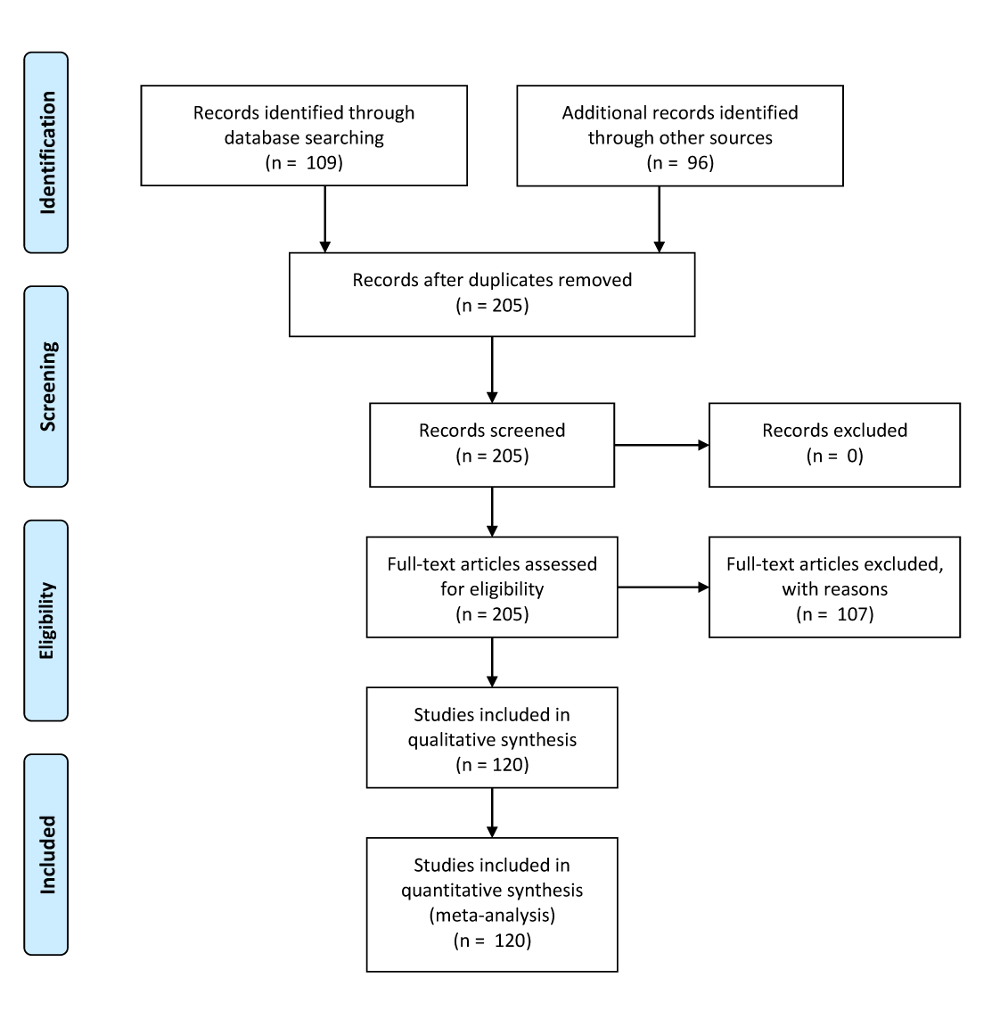 Identification
Records identified through
database searching
(n =  109)
Additional records identified
through other sources
(n =  96)
Records after duplicates removed
(n = 205)
Screening
Records screened
(n = 205)
Records excluded
(n =  0)
Eligibility
Full-text articles assessed
for eligibility
(n = 205)
Full-text articles excluded,
with reasons
(n =  107)
Studies included in
qualitative synthesis
(n = 120)
Included
Studies included in
quantitative synthesis
(meta-analysis)
(n =  120)